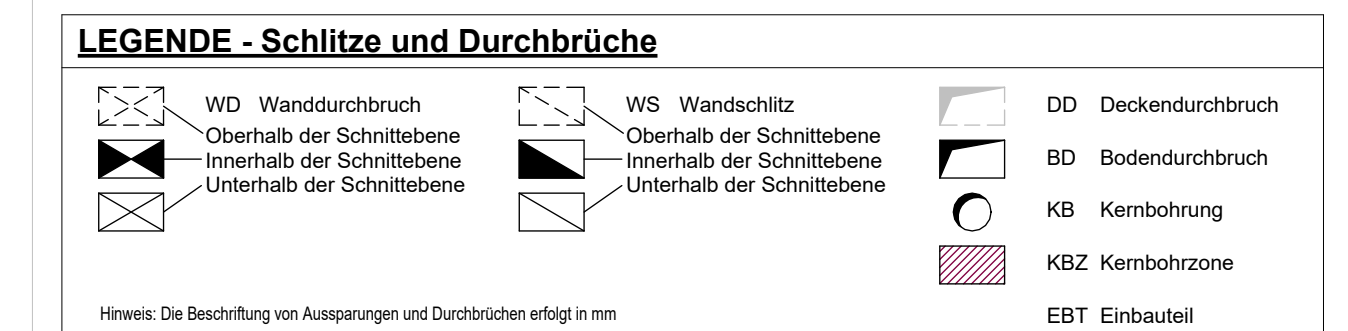 LEGENDE - Schlitze und Durchbrüche
WD Wanddurchbruch
Oberhalb der Schnittebene
Innerhalb der Schnittebene
Unterhalb der Schnittebene
WS Wandschlitz
Oberhalb der Schnittebene
Innerhalb der Schnittebene
Unterhalb der Schnittebene
DD Deckendurchbruch
BD Bodendurchbruch
KB Kernbohrung
KBZ Kernbohrzone
EBT Einbauteil
Hinweis: Die Beschriftung von Aussparungen und Durchbrüchen erfolgt in mm